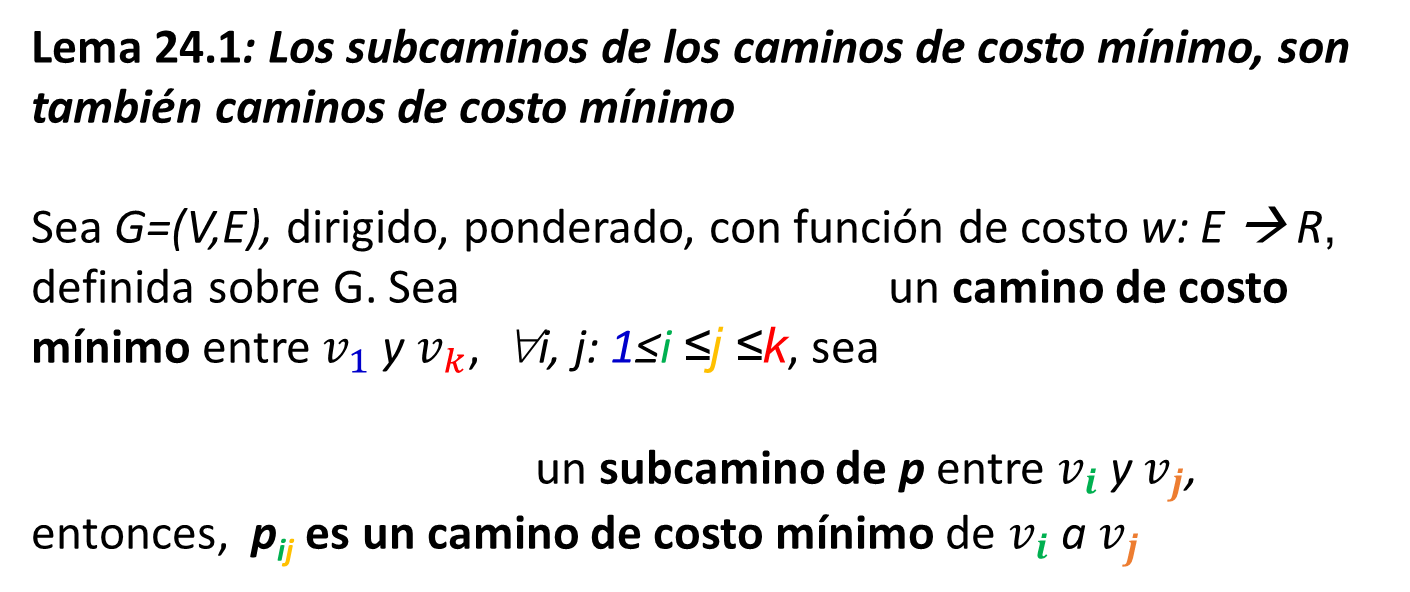 Lema 24.1: Los subcaminos de los caminos de costo mínimo, son
también caminos de costo mínimo
Sea G=(V,E), dirigido, ponderado, con función de costo w: E → R,
definida sobre G. Sea un camino de costo
mínimo entre v₁ y vₖ, ∀i, j: 1≤i ≤j ≤k, sea
un subcamino de p entre vᵢ y vⱼ,
entonces, pᵢⱼ es un camino de costo mínimo de vᵢ a vⱼ